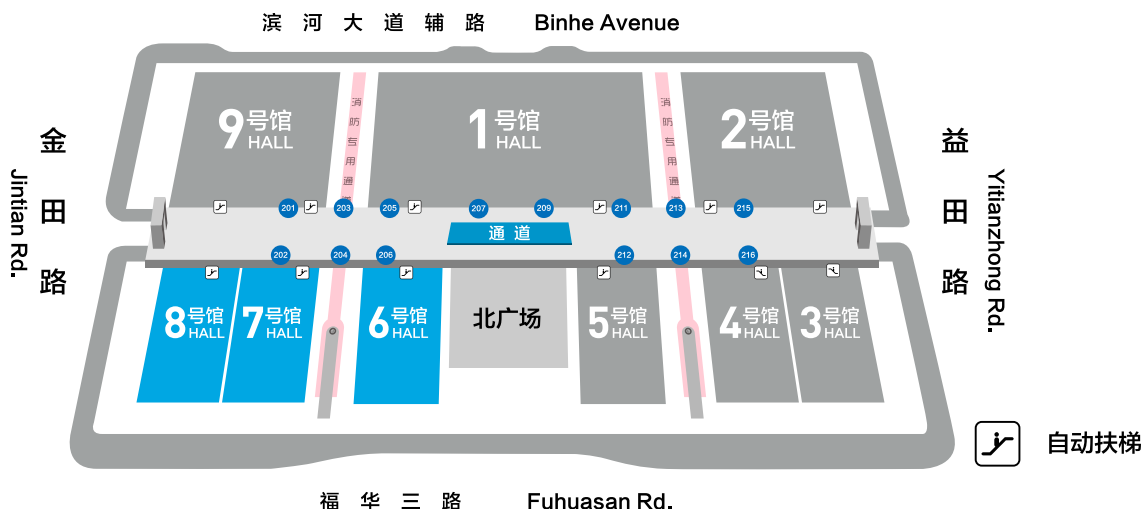 滨河大道辅路 Binhe Avenue
金田路
Jintian Rd.
益田路
Yitianzhong Rd.
9号馆
HALL
消防专用通道
1号馆
HALL
消防专用通道
2号馆
HALL
201 203 205 207 209 211 213 215
通道
202 204 206 212 214 216
8号馆
HALL
7号馆
HALL
6号馆
HALL
北广场
5号馆
HALL
4号馆
HALL
3号馆
HALL
自动扶梯
福华三路 Fuhuasan Rd.